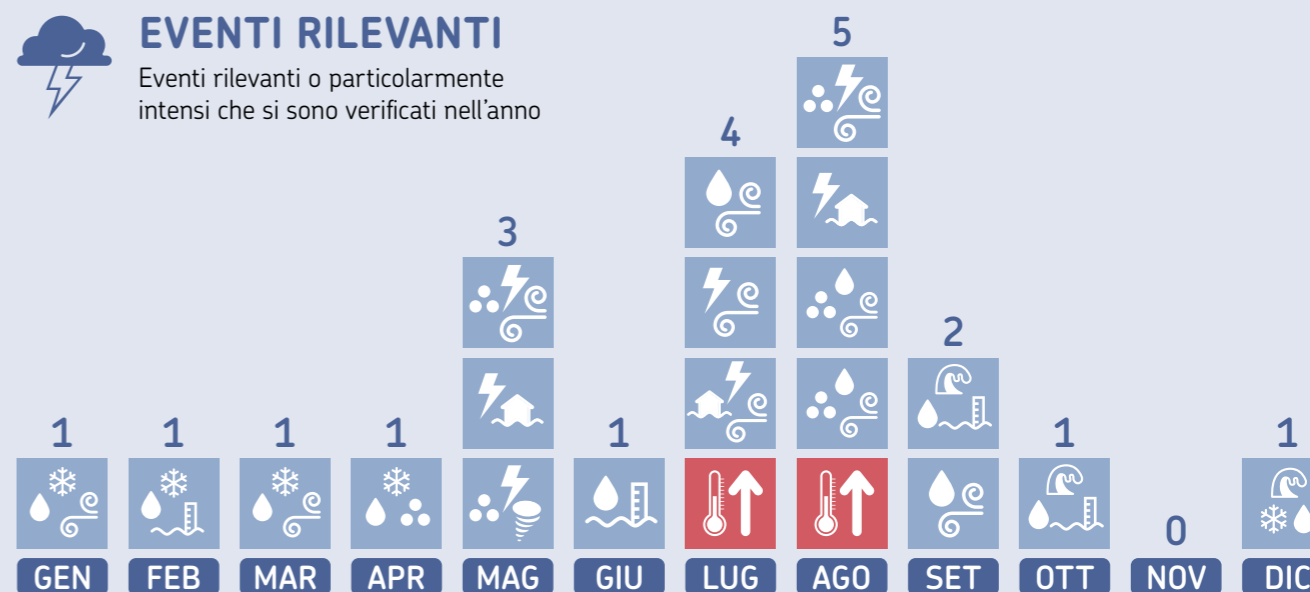 EVENTI RILEVANTI
Eventi rilevanti o particolarmente
intensi che si sono verificati nell'anno
5
4
3
2
1 1 1 1 1 1 1
0
GEN FEB MAR APR MAG GIU LUG AGO SET OTT NOV DIC